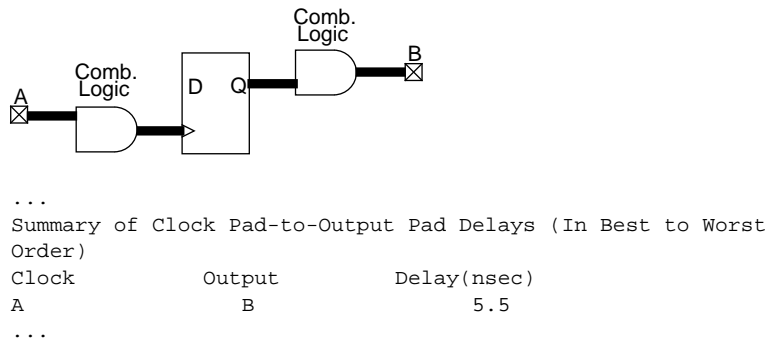 Comb.
Logic
B
Comb.
Logic
D Q
A
...
Summary of Clock Pad-to-Output Pad Delays (In Best to Worst
Order)
Clock Output Delay(nsec)
A B 5.5
...